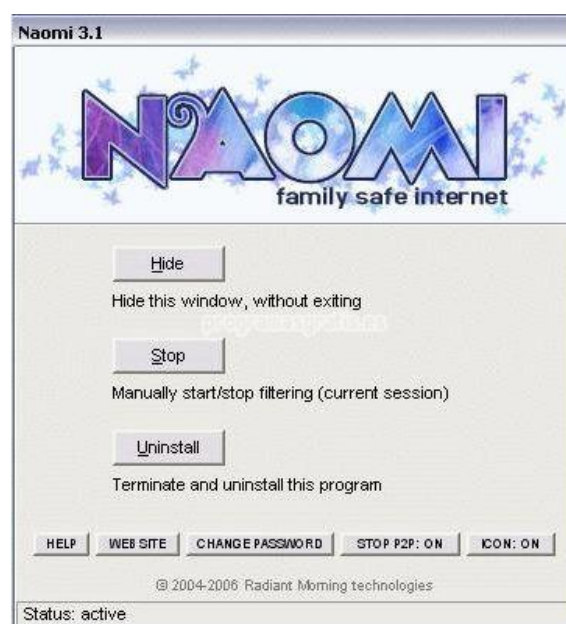 Naomi 3.1
NAOMI
family safe internet
Hide
Hide this window, without exiting
programasgratis.es
Stop
Manually start/stop filtering (current session)
Uninstall
Terminate and uninstall this program
HELP WEB SITE CHANGE PASSWORD STOP P2P: ON ICON: ON
© 2004-2006 Radiant Morning technologies
Status: active